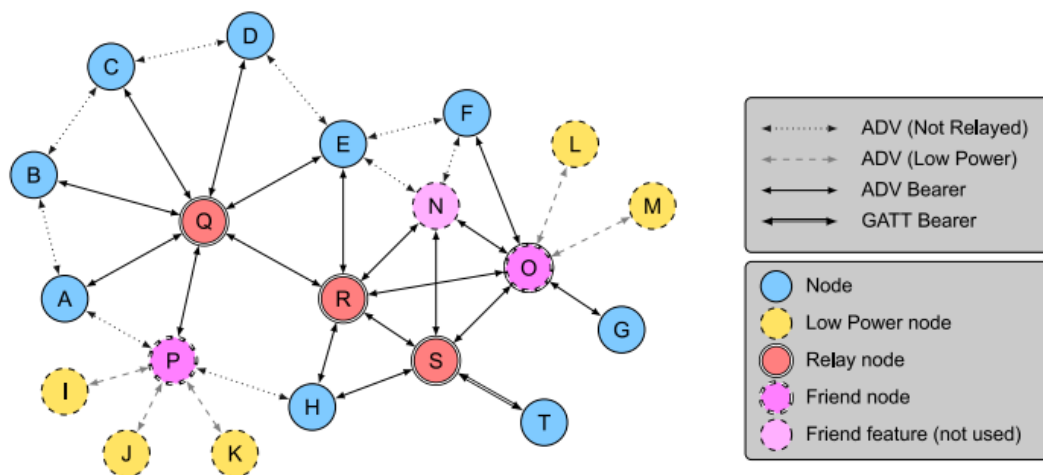 D
C
F
L
E
B
N
M
Q
O
A
R
G
P
S
I
H
T
J
K
ADV (Not Relayed)
ADV (Low Power)
ADV Bearer
GATT Bearer
Node
Low Power node
Relay node
Friend node
Friend feature (not used)